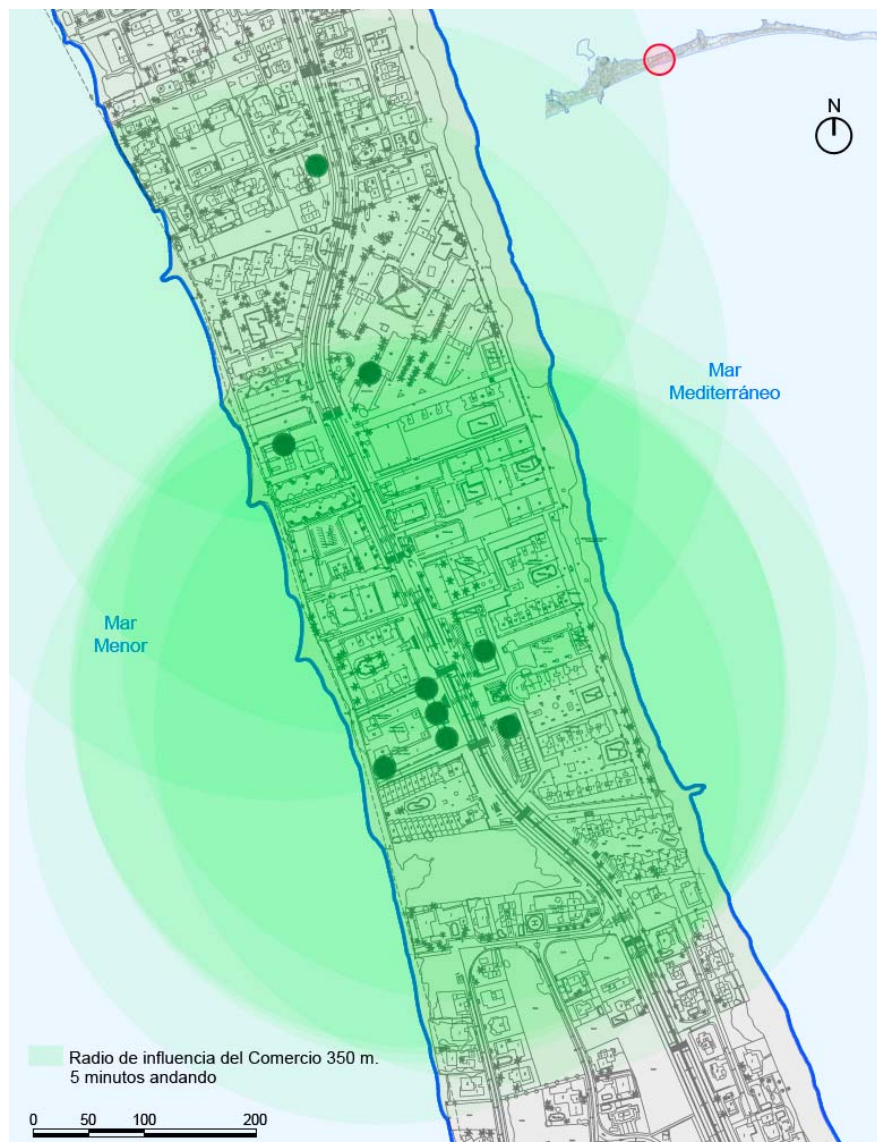 N
Mar
Mediterráneo
Mar
Menor
Radio de influencia del Comercio 350 m.
5 minutos andando
0 50 100 200